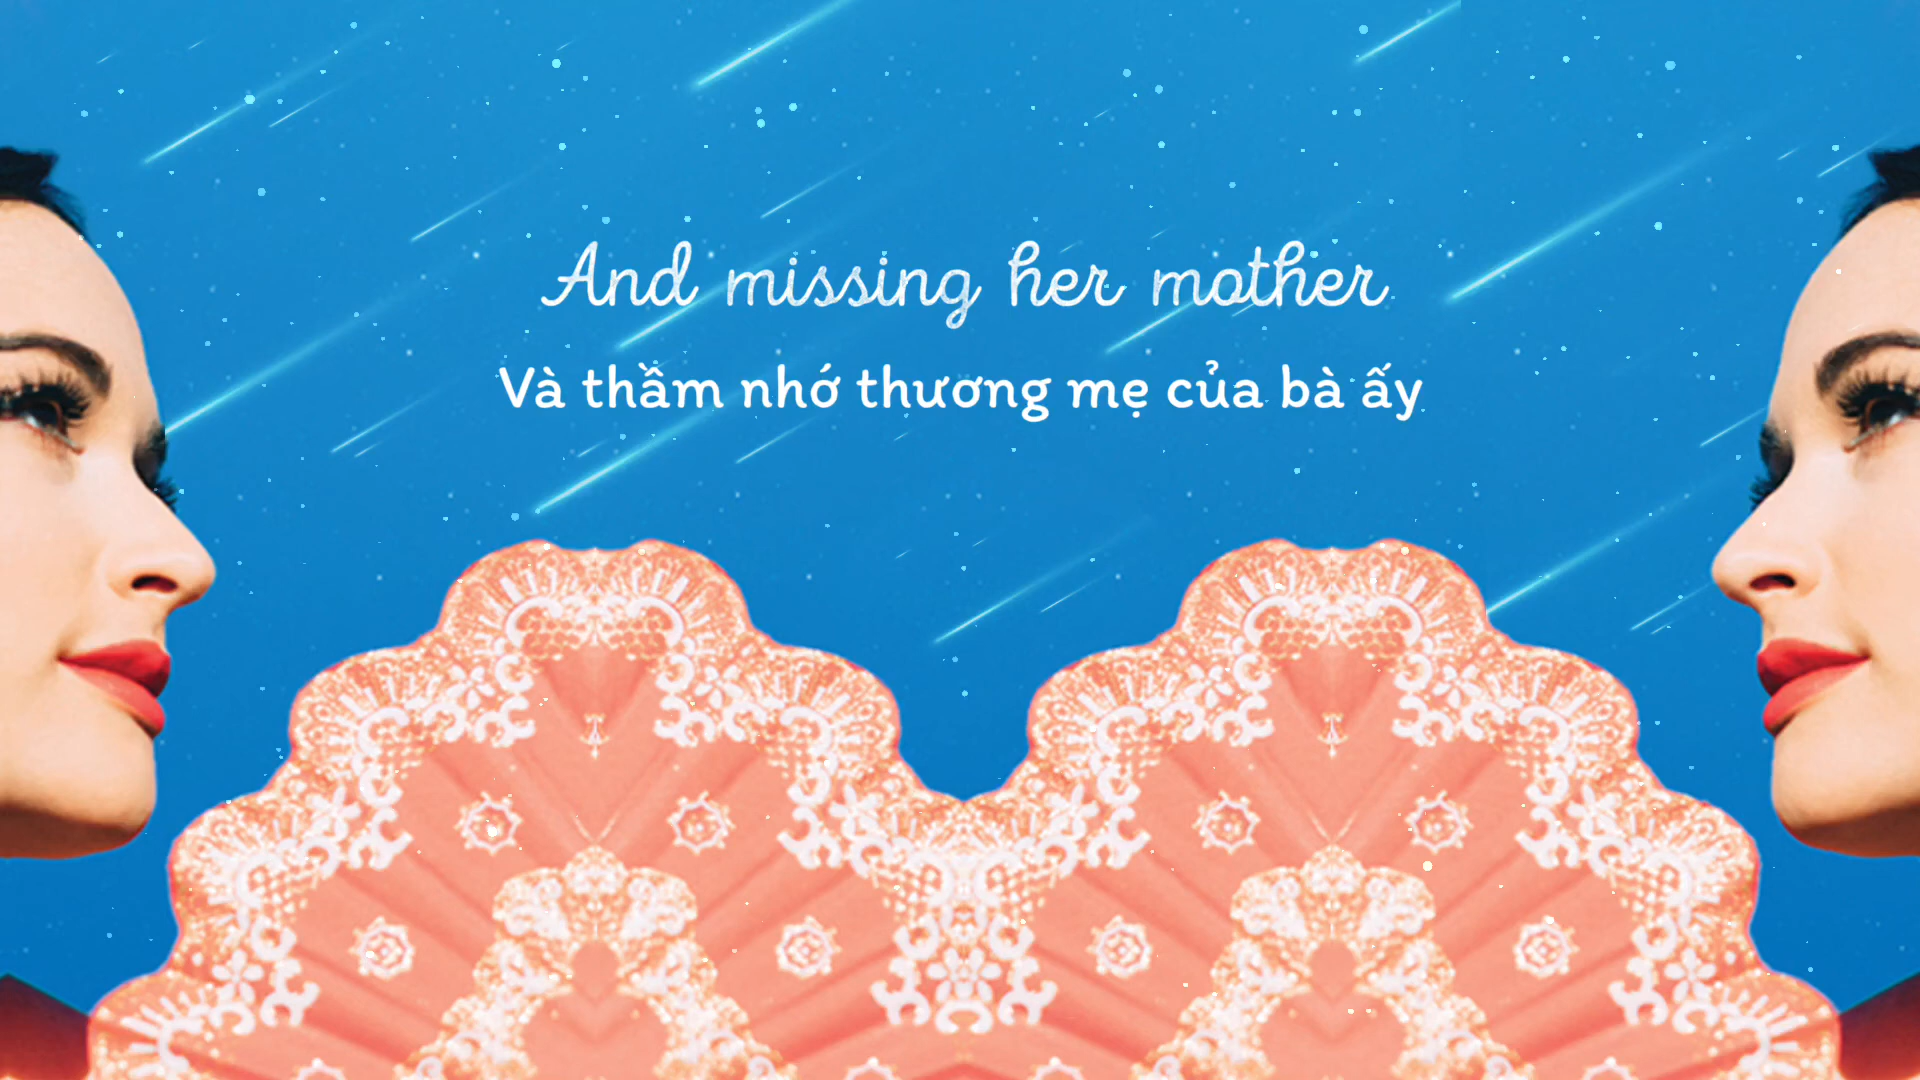 And missing her mother
Và thầm nhớ thương mẹ của bà ấy